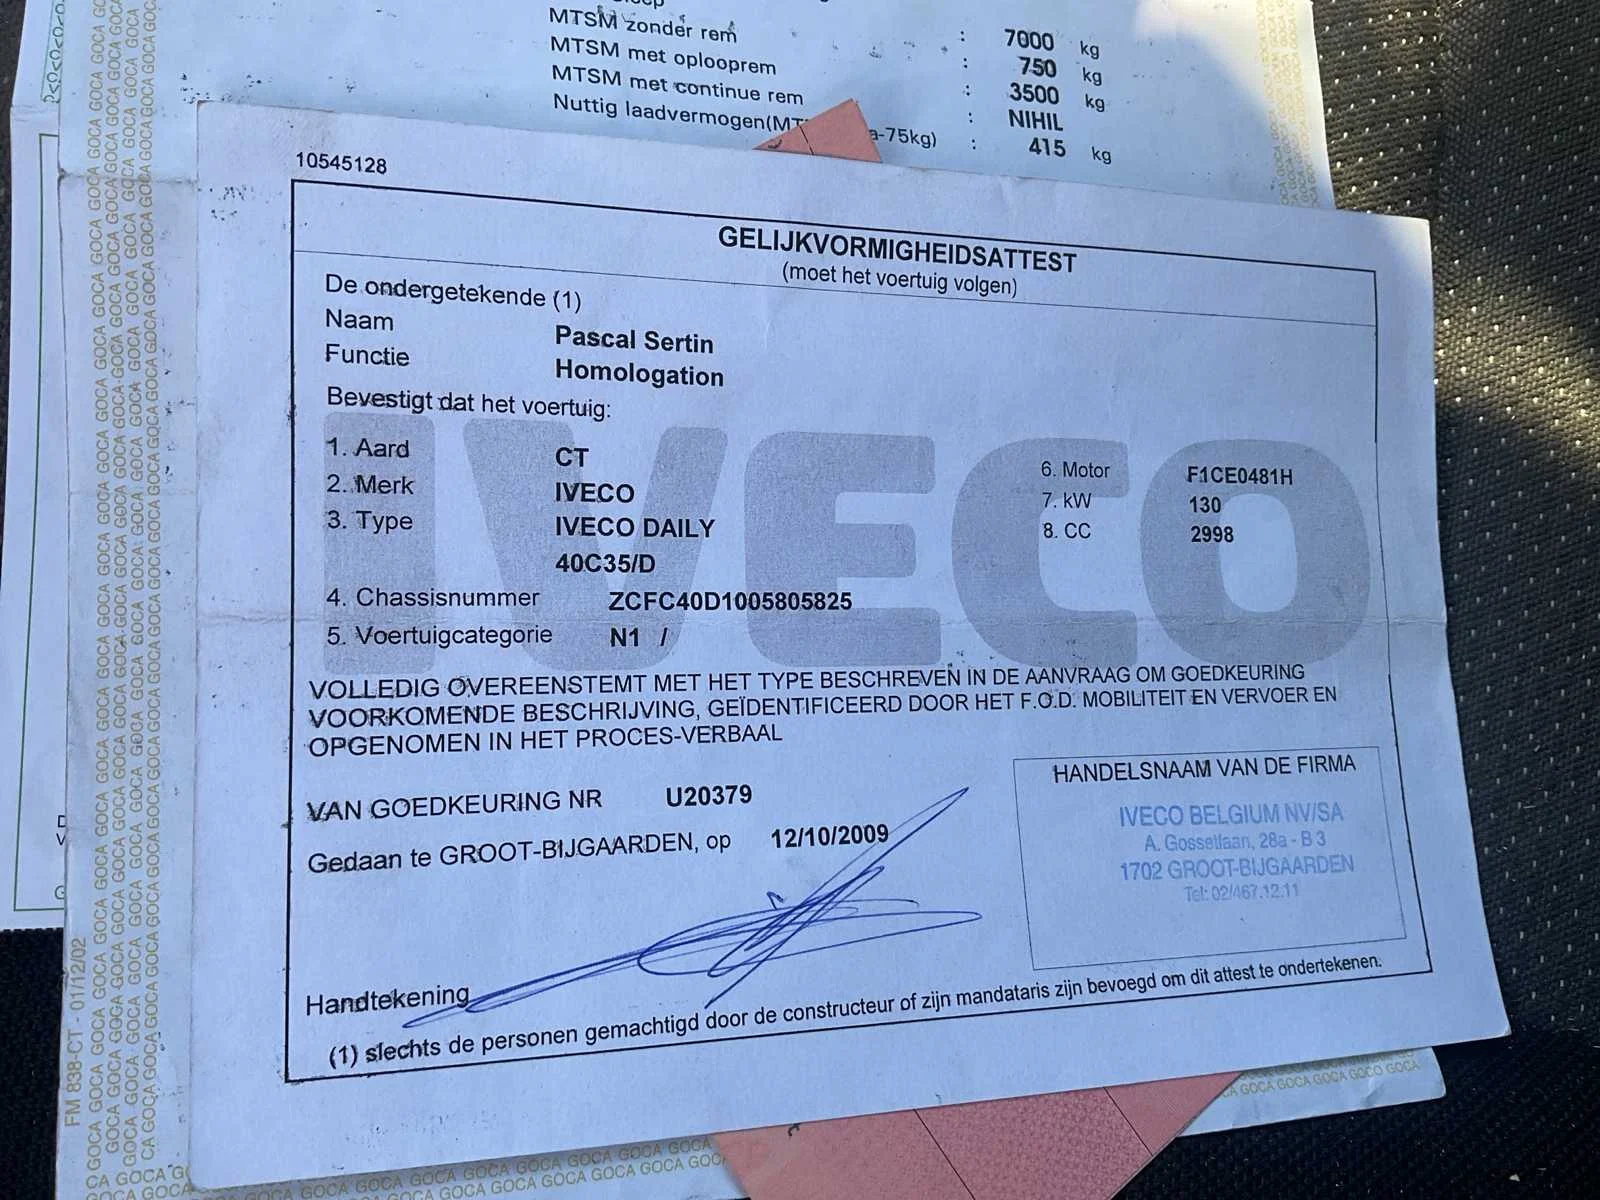 MTSM zonder rem : 7000 kg
MTSM met oplooprem : 750 kg
MTSM met continue rem : 3500 kg
Nuttig laadvermogen(MT a-75kg) : NIHIL
: 415 kg
10545128
GELIJKVORMIGHEIDSATTEST
(moet het voertuig volgen)
De ondergetekende (1)
Naam Pascal Sertin
Functie Homologation
Bevestigt dat het voertuig:
1. Aard CT
2. Merk IVECO
3. Type IVECO DAILY
40C35/D
4. Chassisnummer ZCFC40D1005805825
5. Voertuigcategorie N1 /
6. Motor F1CE0481H
7. kW 130
8. CC 2998
IVECO
VOLLEDIG OVEREENSTEMT MET HET TYPE BESCHREVEN IN DE AANVRAAG OM GOEDKEURING
VOORKOMENDE BESCHRIJVING, GEÏDENTIFICEERD DOOR HET F.O.D. MOBILITEIT EN VERVOER EN
OPGENOMEN IN HET PROCES-VERBAAL
VAN GOEDKEURING NR U20379
Gedaan te GROOT-BIJGAARDEN, op 12/10/2009
HANDELSNAAM VAN DE FIRMA
IVECO BELGIUM NV/SA
A. Gossetlaan, 28a - B 3
1702 GROOT-BIJGAARDEN
Tel: 02/467.12.11
Handtekening
(1) slechts de personen gemachtigd door de constructeur of zijn mandataris zijn bevoegd om dit attest te ondertekenen.
FM 838-CT - 01/12/02
GOCA GOCA GOCA GOCA GOCA GOCA